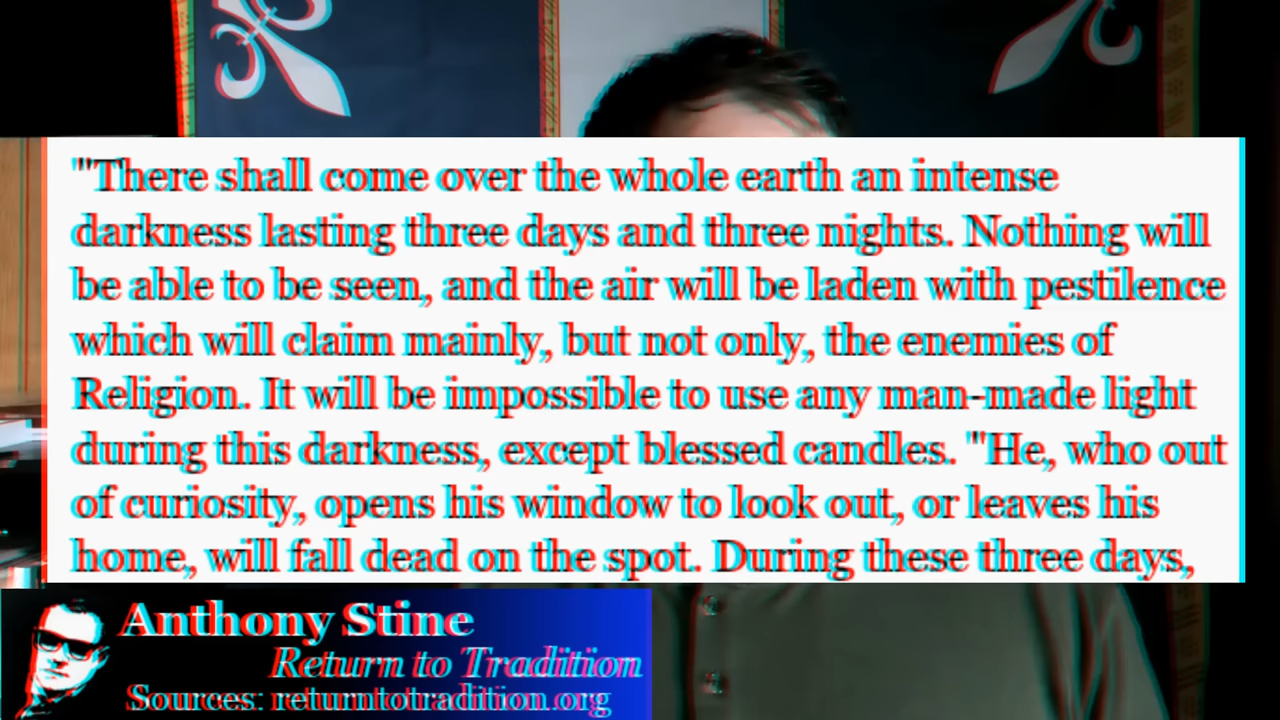 "There shall come over the whole earth an intense
darkness lasting three days and three nights. Nothing will
be able to be seen, and the air will be laden with pestilence
which will claim mainly, but not only, the enemies of
Religion. It will be impossible to use any man-made light
during this darkness, except blessed candles. "He, who out
of curiosity, opens his window to look out, or leaves his
home, will fall dead on the spot. During these three days,
Anthony Stine
Return to Tradition
Sources: returntotradition.org